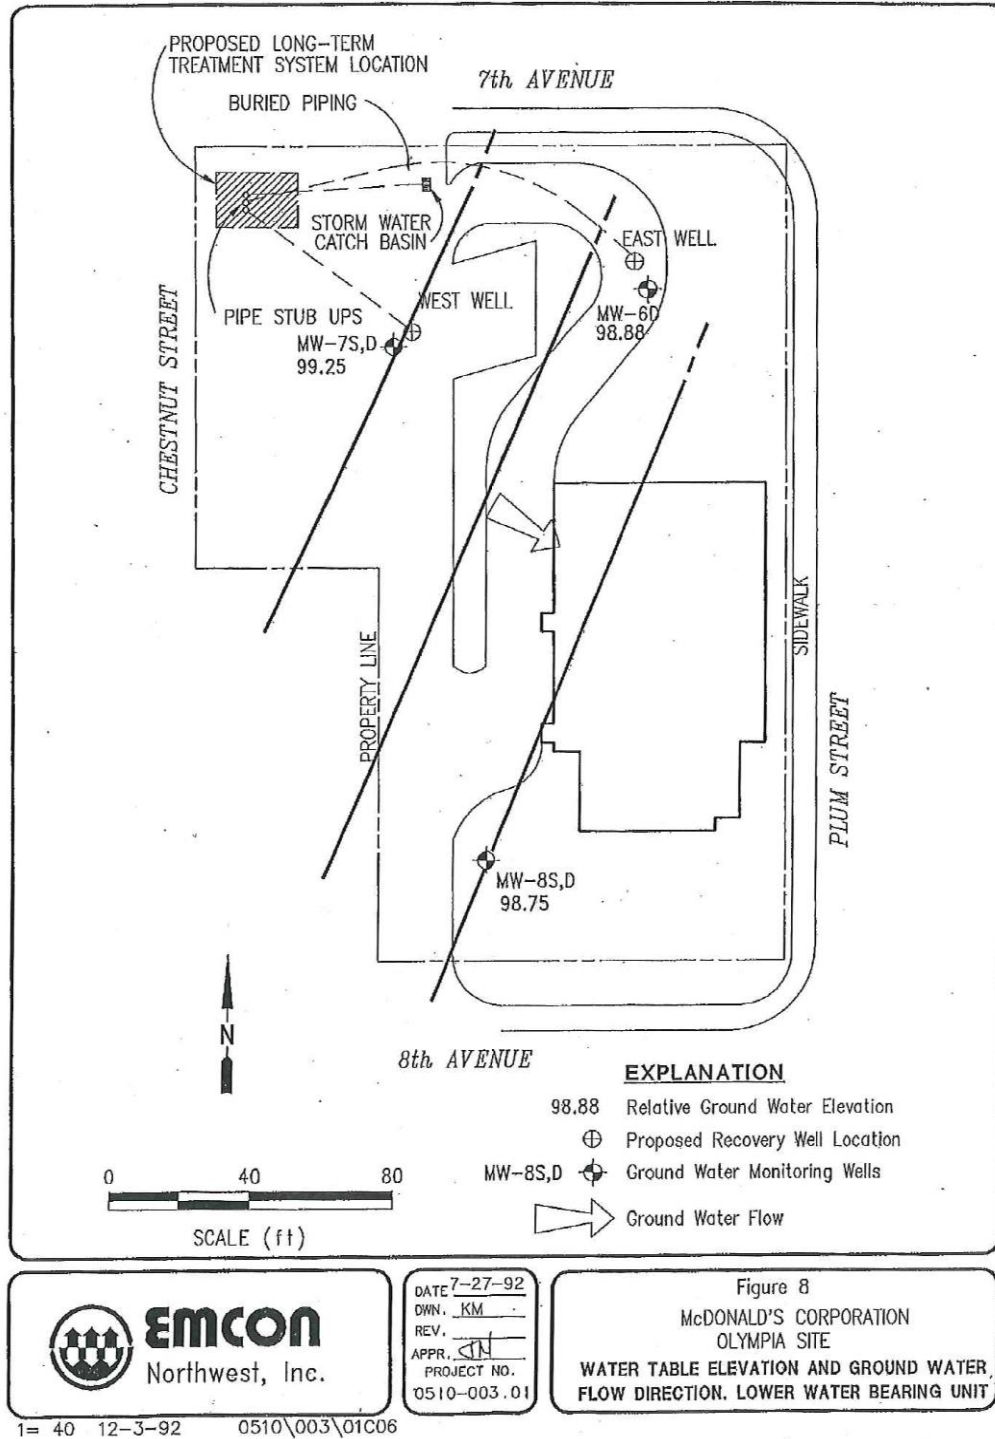 PROPOSED LONG-TERM
TREATMENT SYSTEM LOCATION
7th AVENUE
BURIED PIPING
STORM WATER
CATCH BASIN
EAST WELL
WEST WELL
PIPE STUB UPS
MW-7S,D
99.25
MW-6D
98.88
CHESTNUT STREET
PROPERTY LINE
SIDEWALK
PLUM STREET
MW-8S,D
98.75
N
8th AVENUE
EXPLANATION
98.88 Relative Ground Water Elevation
Proposed Recovery Well Location
MW-8S,D Ground Water Monitoring Wells
Ground Water Flow
0 40 80
SCALE (ft)
EMCON
Northwest, Inc.
DATE 7-27-92
DWN. KM
REV.
APPR.
PROJECT NO.
0510-003.01
Figure 8
McDONALD'S CORPORATION
OLYMPIA SITE
WATER TABLE ELEVATION AND GROUND WATER
FLOW DIRECTION. LOWER WATER BEARING UNIT
1= 40 12-3-92 0510\003\01C06